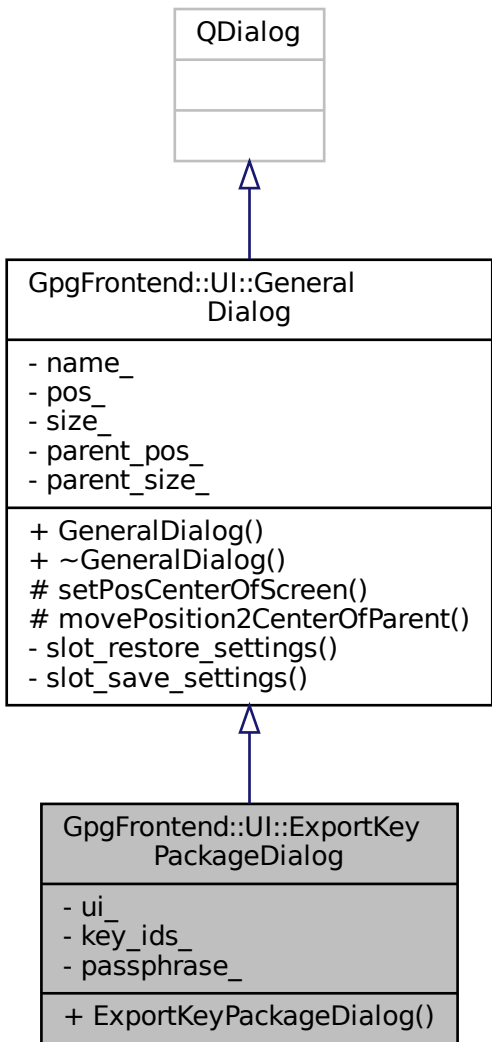 QDialog
GpgFrontend::UI::General
Dialog
- name_
- pos_
- size_
- parent_pos_
- parent_size_
+ GeneralDialog()
+ ~GeneralDialog()
# setPosCenterOfScreen()
# movePosition2CenterOfParent()
- slot_restore_settings()
- slot_save_settings()
GpgFrontend::UI::ExportKey
PackageDialog
- ui_
- key_ids_
- passphrase_
+ ExportKeyPackageDialog()